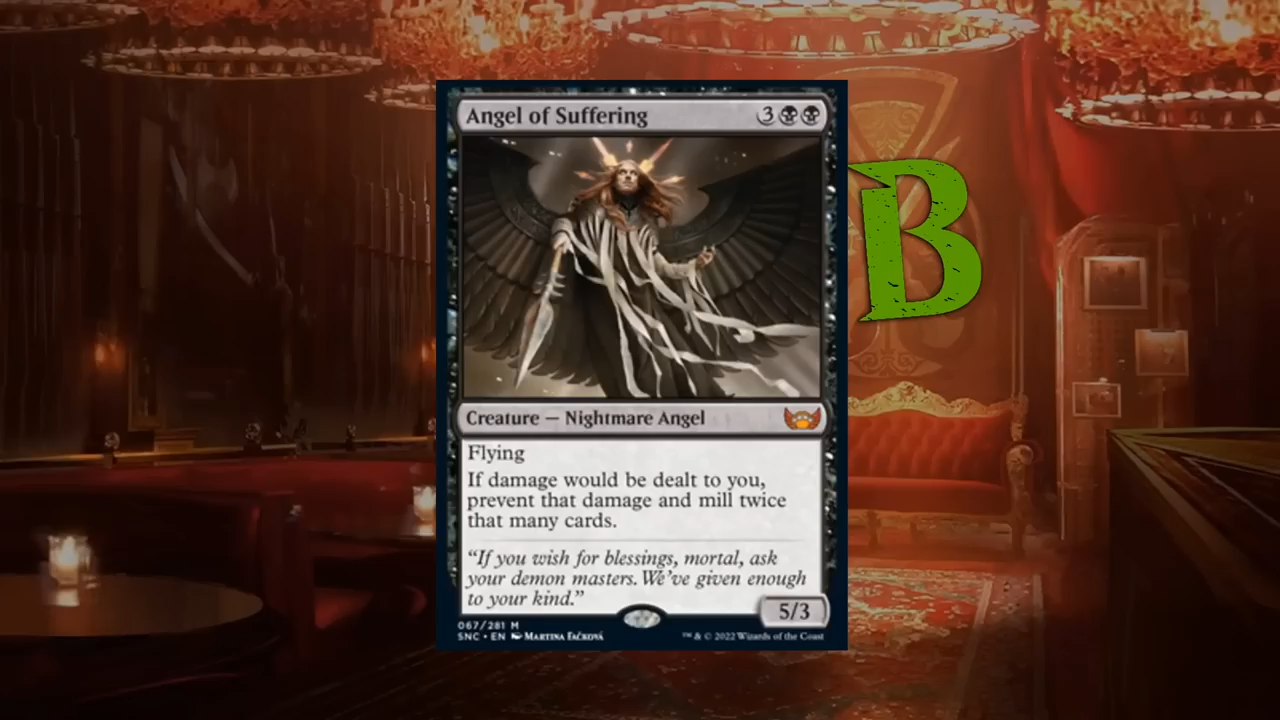 Angel of Suffering 3
B
Creature — Nightmare Angel
Flying
If damage would be dealt to you,
prevent that damage and mill twice
that many cards.
“If you wish for blessings, mortal, ask
your demon masters. We’ve given enough
to your kind.”
5/3
067/281 M
SNC • EN Martina Fačková
™ & © 2022 Wizards of the Coast